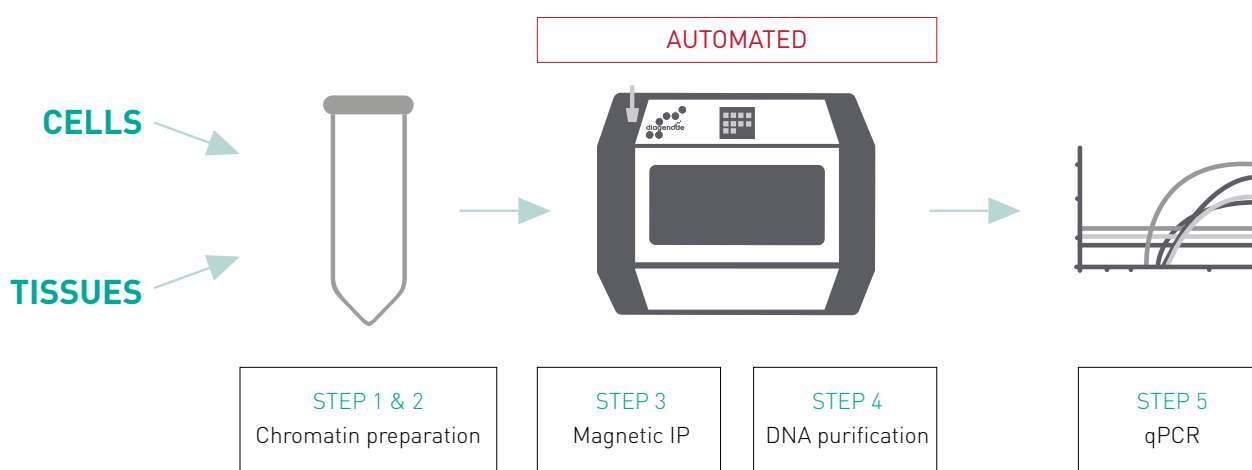 AUTOMATED
CELLS
diagenode
TISSUES
STEP 1 & 2
Chromatin preparation
STEP 3
Magnetic IP
STEP 4
DNA purification
STEP 5
qPCR